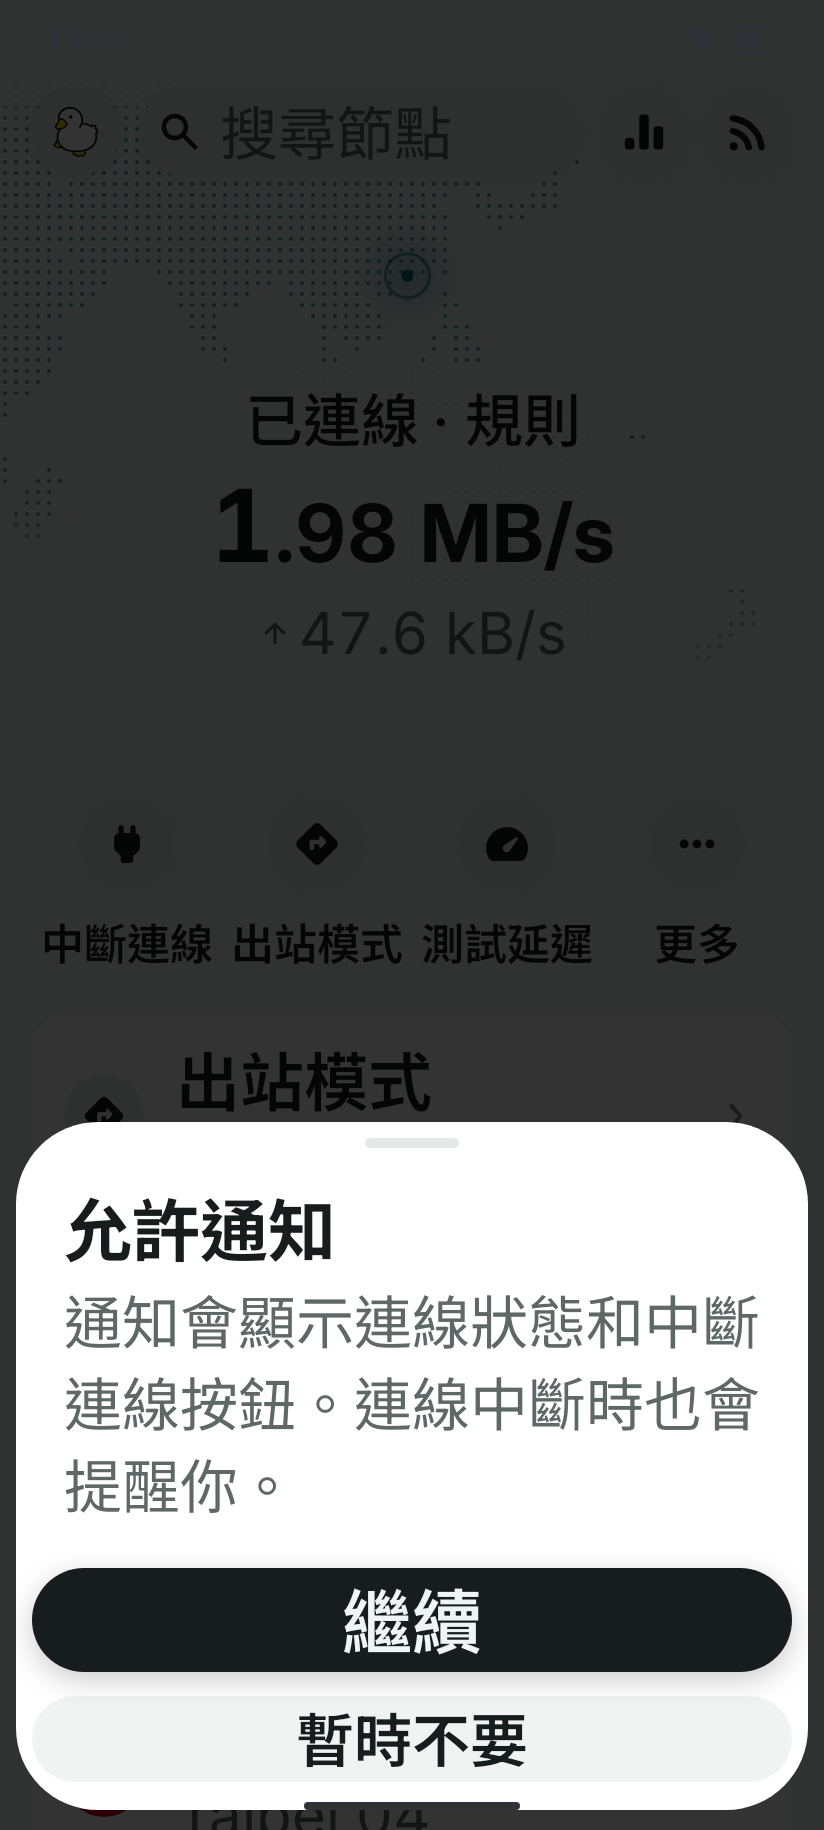 搜尋節點
已連線 · 規則
1.98 MB/s
↑ 47.6 kB/s
中斷連線 出站模式 測試延遲 更多
出站模式
允許通知
通知會顯示連線狀態和中斷
連線按鈕。連線中斷時也會
提醒你。
繼續
暫時不要
Taipei 04